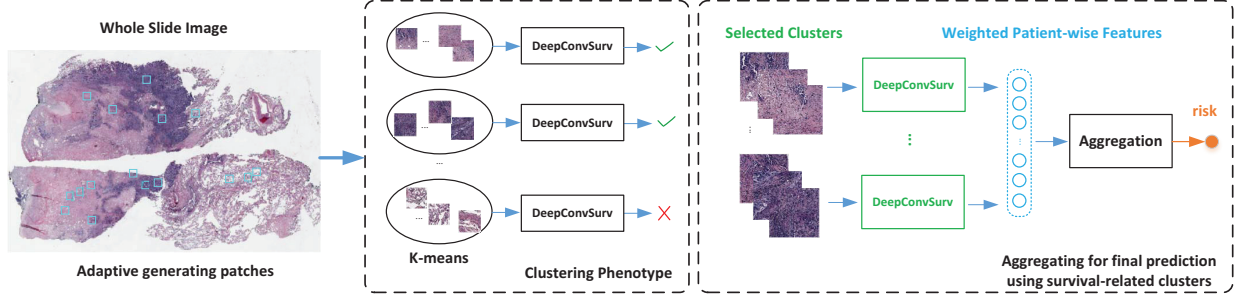 Whole Slide Image
Adaptive generating patches
...
DeepConvSurv
...
DeepConvSurv
...
...
DeepConvSurv
K-means
Clustering Phenotype
Selected Clusters
Weighted Patient-wise Features
...
DeepConvSurv
...
DeepConvSurv
...
Aggregation
risk
Aggregating for final prediction
using survival-related clusters